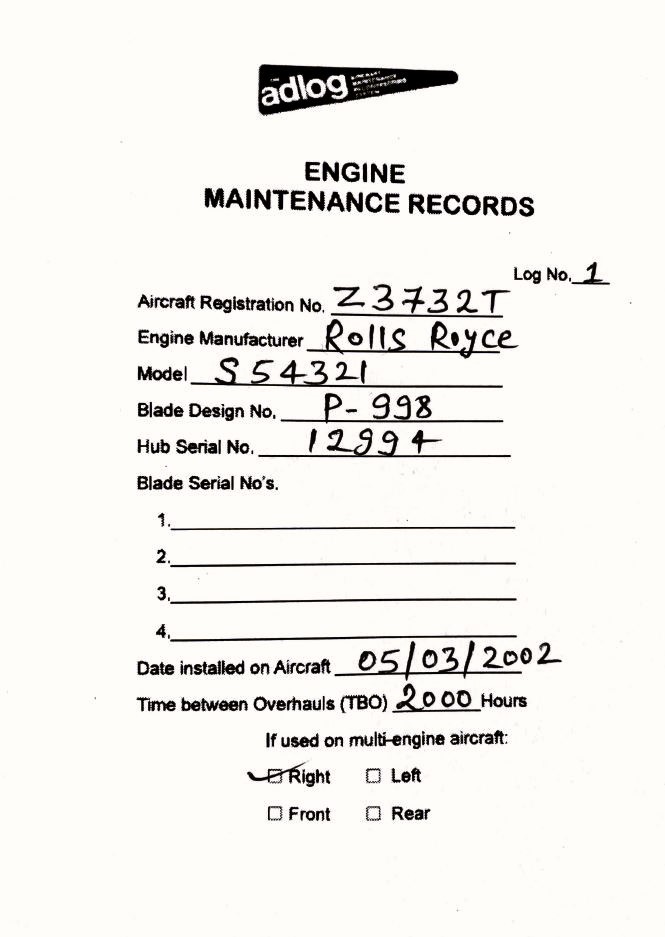 adlog
ENGINE
MAINTENANCE RECORDS
Log No. 1
Aircraft Registration No. Z3732T
Engine Manufacturer Rolls Royce
Model S54321
Blade Design No. P-998
Hub Serial No. 12994
Blade Serial No's.
1.
2.
3.
4.
Date installed on Aircraft 05/03/2002
Time between Overhauls (TBO) 2000 Hours
If used on multi-engine aircraft:
☑ Right ☐ Left
☐ Front ☐ Rear